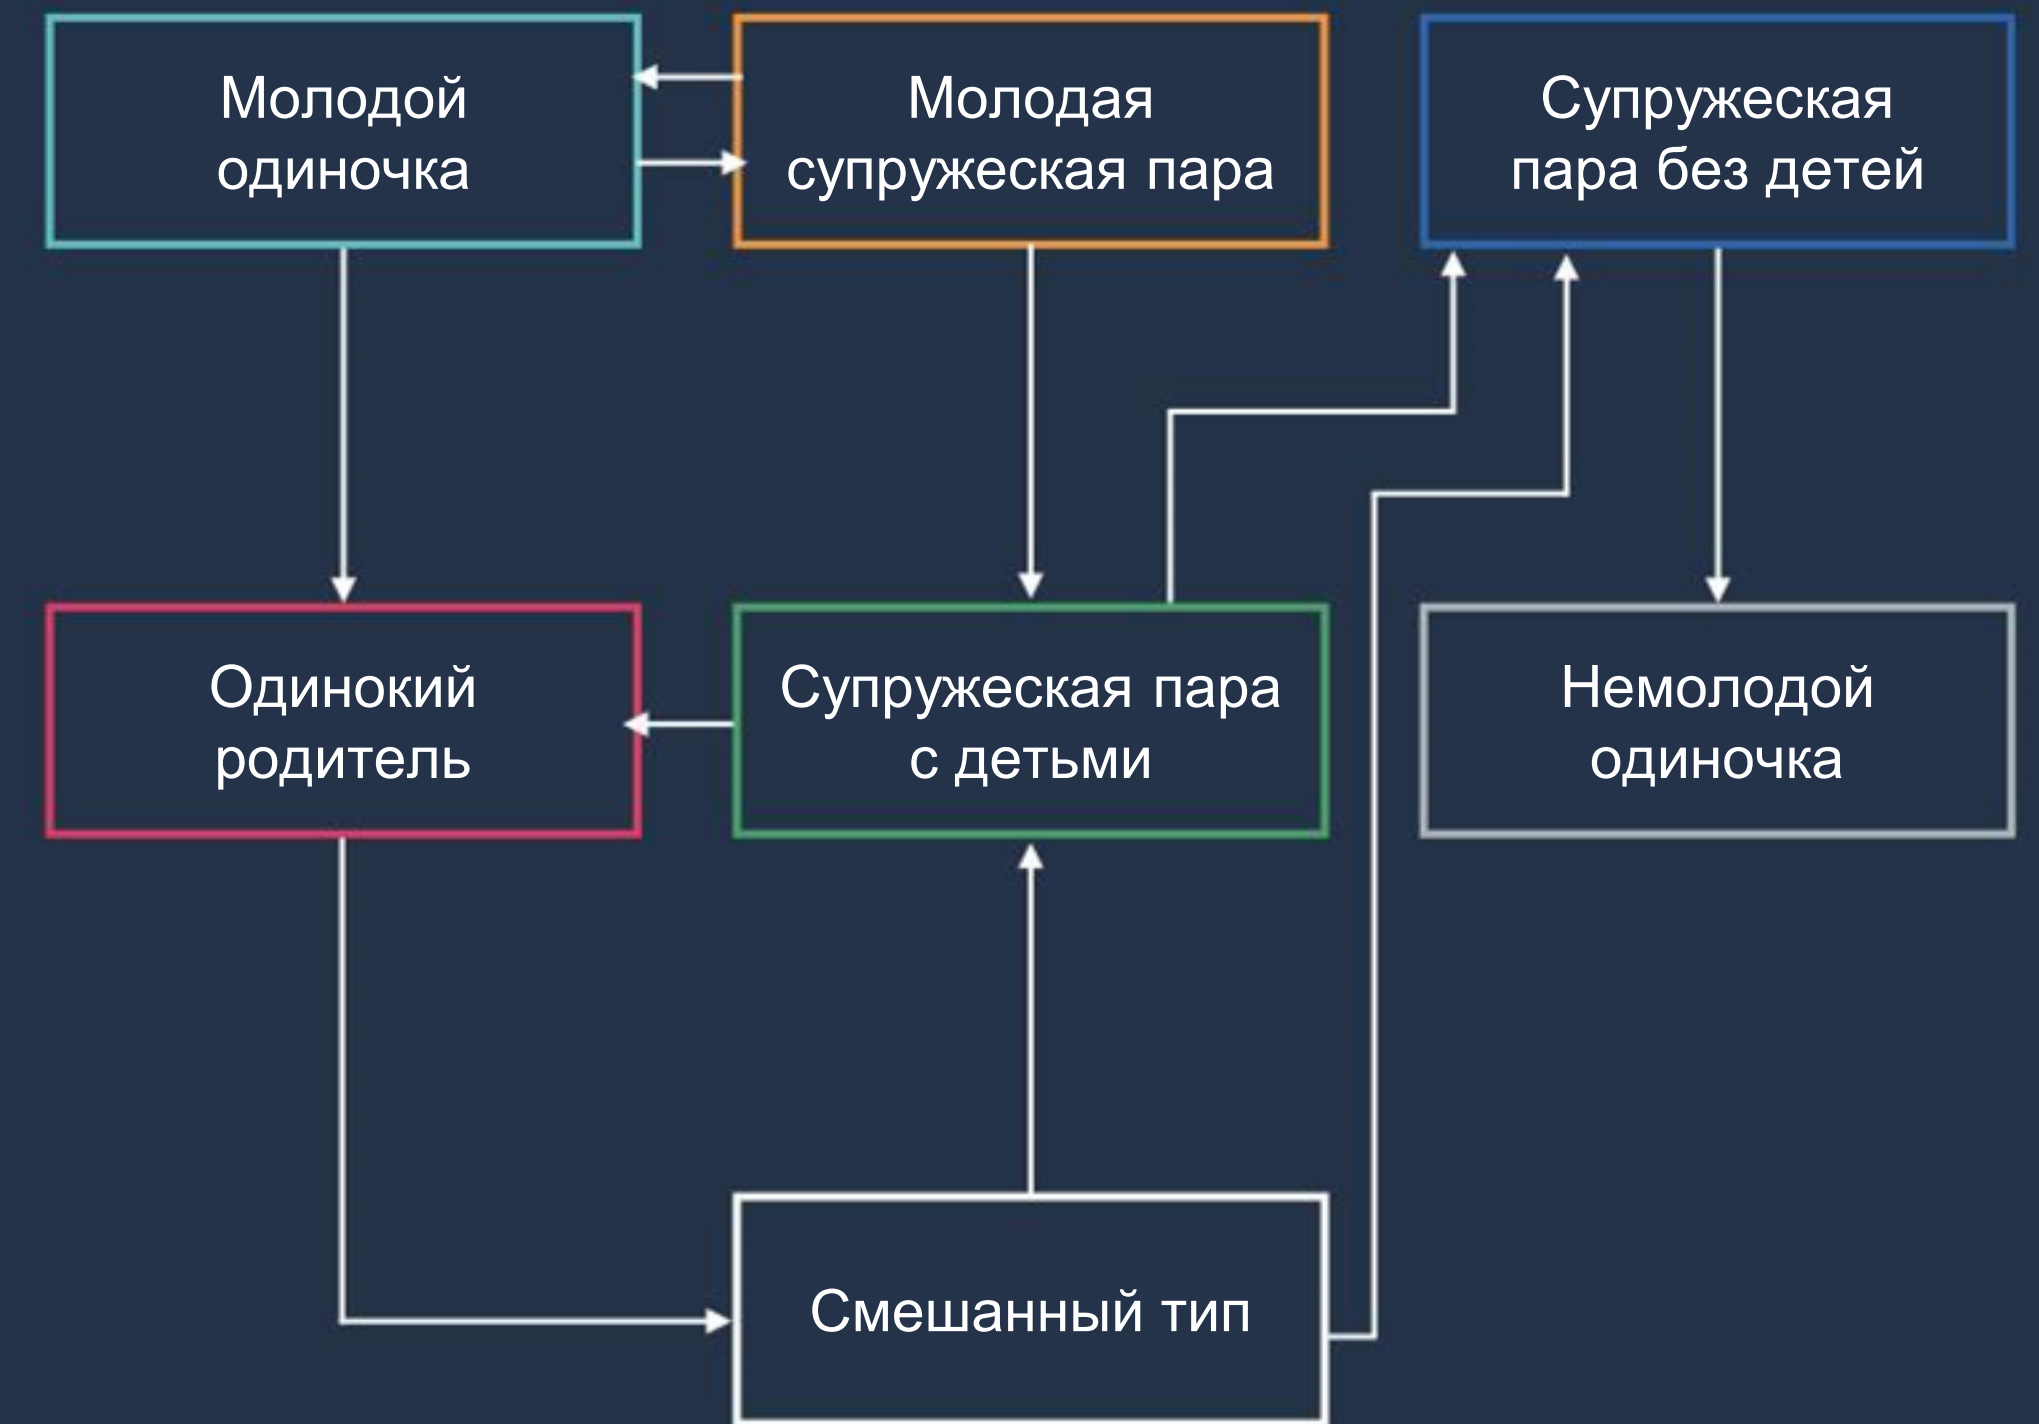 Молодой
одиночка
Молодая
супружеская пара
Супружеская
пара без детей
Одинокий
родитель
Супружеская пара
с детьми
Немолодой
одиночка
Смешанный тип